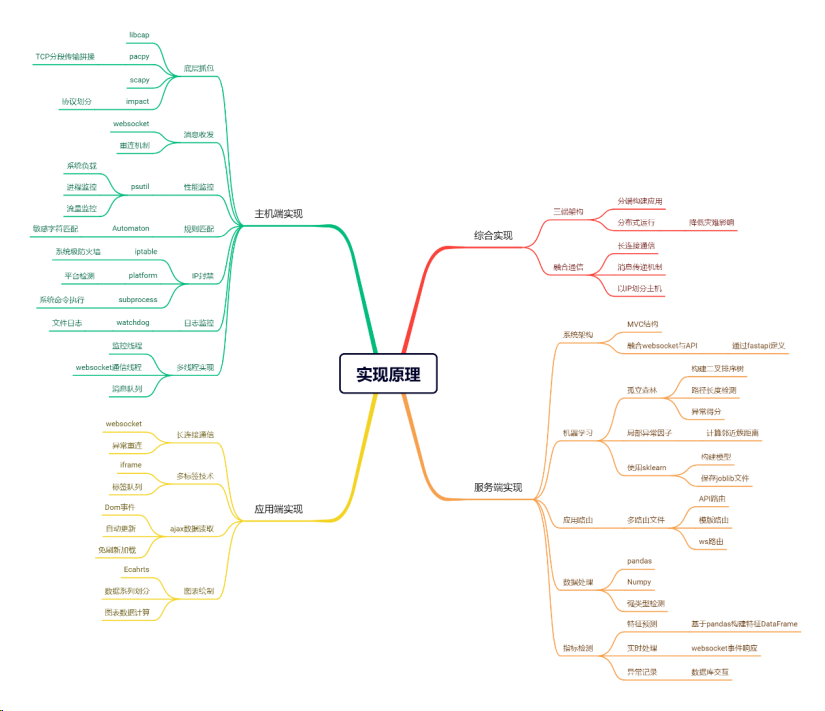 实现原理
主机端实现
底层抓包
libcap
pacpy
TCP分段传输拼接
scapy
impact
协议划分
消息收发
websocket
重连机制
性能监控
psutil
系统负载
进程监控
流量监控
规则匹配
Automaton
敏感字符匹配
IP封禁
iptable
系统级防火墙
platform
平台检测
subprocess
系统命令执行
日志监控
watchdog
文件日志
多线程实现
监控线程
websocket通信线程
消息队列
应用端实现
长连接通信
websocket
异常重连
多标签技术
iframe
标签队列
ajax数据读取
Dom事件
自动更新
免刷新加载
图表绘制
Ecahrts
数据系列划分
图表数据计算
综合实现
三端架构
分端构建应用
分布式运行
降低灾难影响
融合通信
长连接通信
消息传递机制
以IP划分主机
服务端实现
系统架构
MVC结构
融合websocket与API
通过fastapi定义
机器学习
孤立森林
构建二叉排序树
路径长度检测
异常得分
局部异常因子
计算邻近簇距离
使用sklearn
构建模型
保存joblib文件
应用路由
多路由文件
API路由
模版路由
ws路由
数据处理
pandas
Numpy
强类型检测
指标检测
特征预测
基于pandas构建特征DataFrame
实时处理
websocket事件响应
异常记录
数据库交互